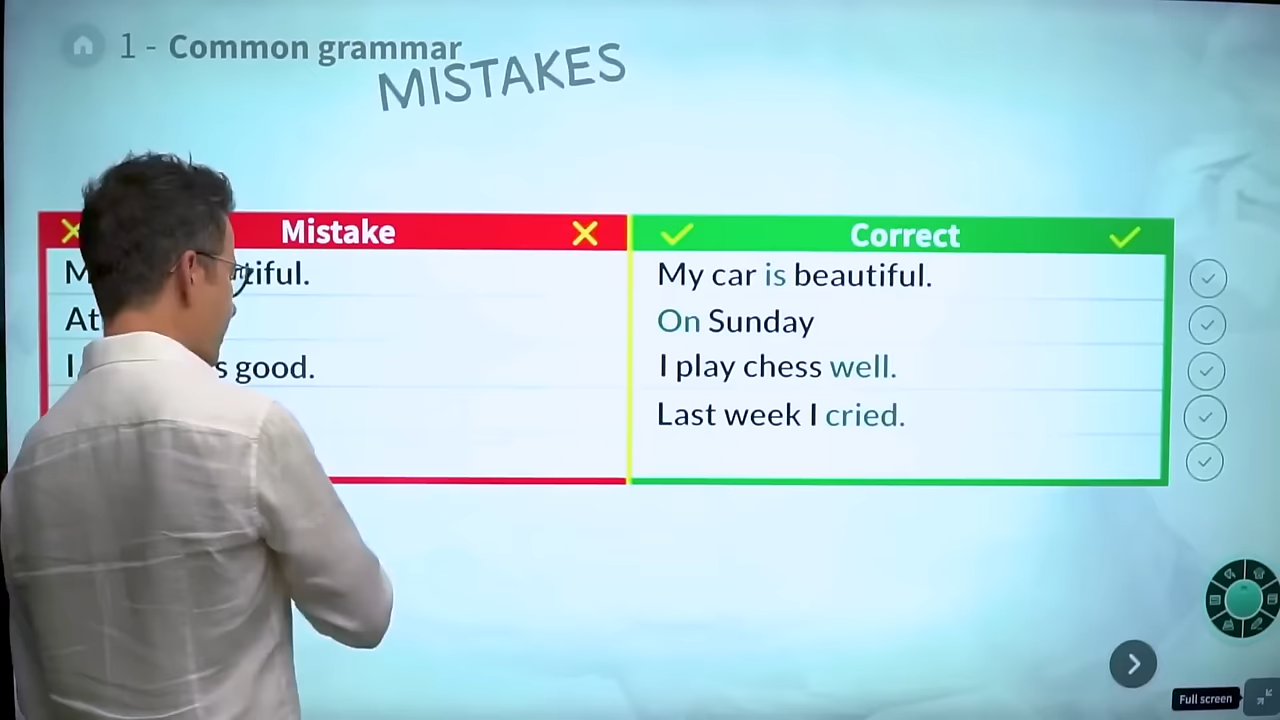 1 - Common grammar
MISTAKES
Mistake
Correct
My car is beautiful.
At
On Sunday
I good.
I play chess well.
Last week I cried.
Full screen